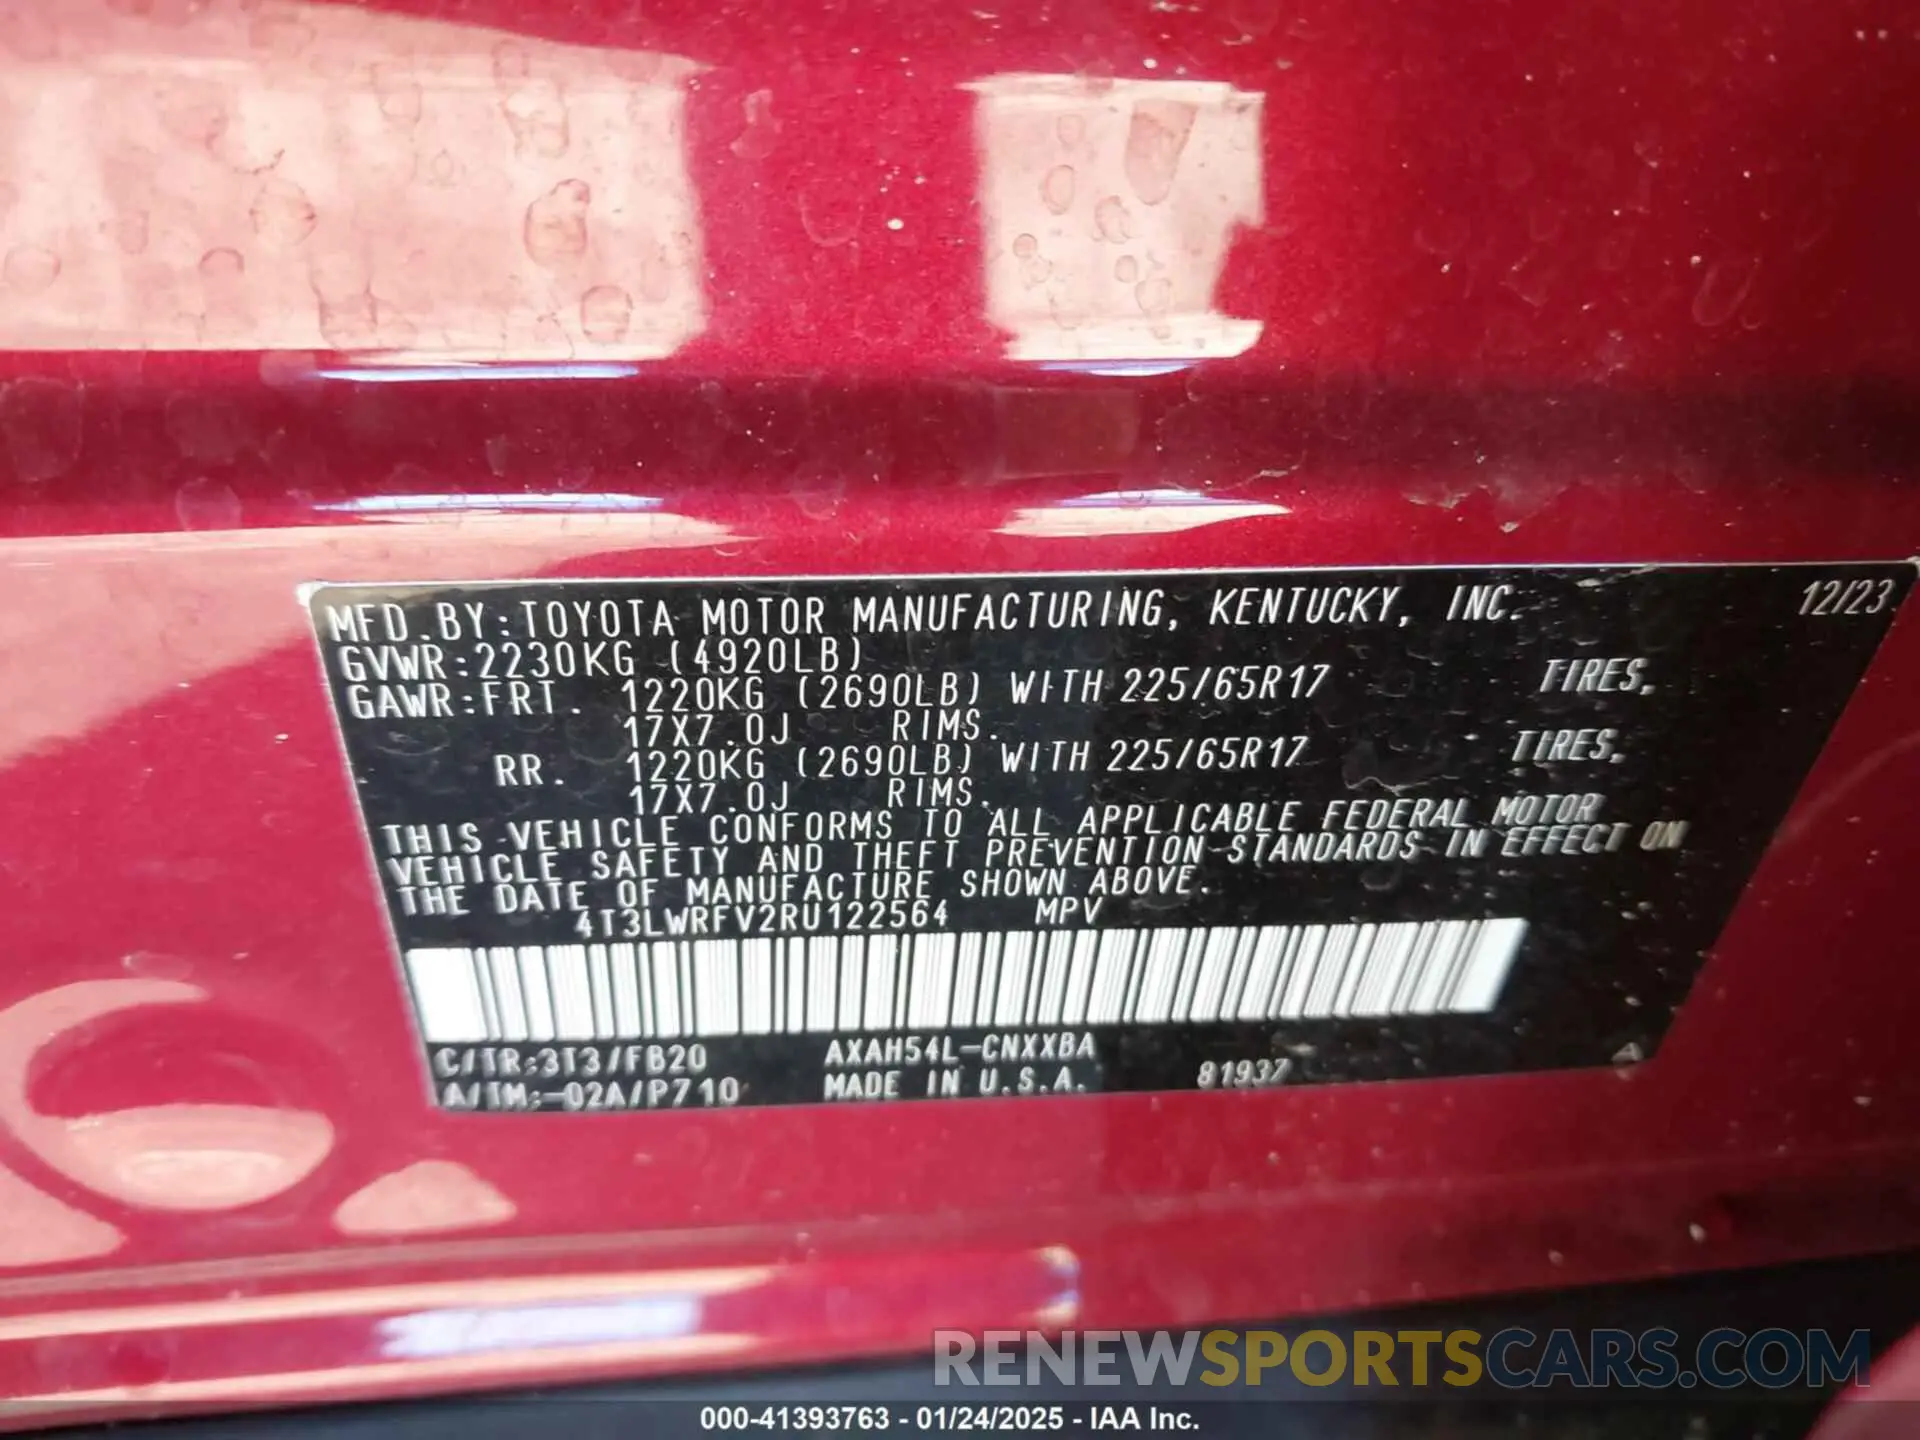 MFD.BY:TOYOTA MOTOR MANUFACTURING, KENTUCKY, INC. 12/23
GVWR:2230KG (4920LB)
GAWR:FRT. 1220KG (2690LB) WITH 225/65R17 TIRES,
17X7.0J RIMS.
RR. 1220KG (2690LB) WITH 225/65R17 TIRES,
17X7.0J RIMS.
THIS VEHICLE CONFORMS TO ALL APPLICABLE FEDERAL MOTOR
VEHICLE SAFETY AND THEFT PREVENTION STANDARDS IN EFFECT ON
THE DATE OF MANUFACTURE SHOWN ABOVE.
4T3LWRFV2RU122564 MPV
C/TR:3T3/FB20 AXAH54L-CNXXBA
A/TM:-02A/P710 MADE IN U.S.A. 81937
RENEWSPORTSCARS.COM
000-41393763 - 01/24/2025 - IAA Inc.